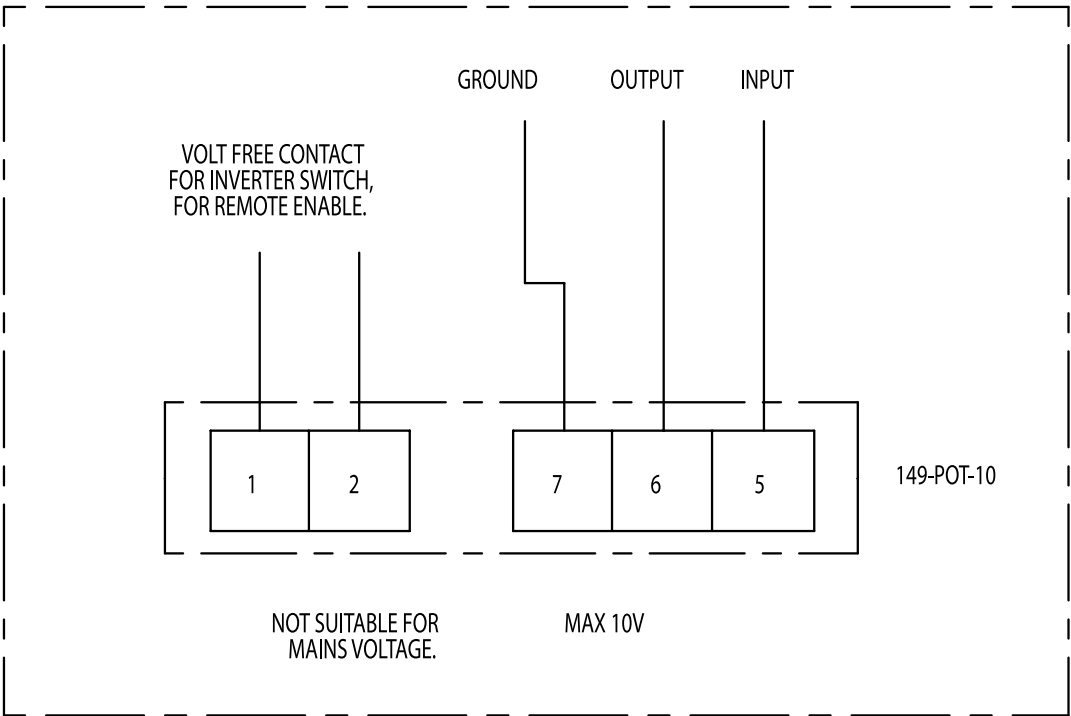 GROUND
OUTPUT
INPUT
VOLT FREE CONTACT
FOR INVERTER SWITCH,
FOR REMOTE ENABLE.
1
2
7
6
5
149-POT-10
NOT SUITABLE FOR
MAINS VOLTAGE.
MAX 10V